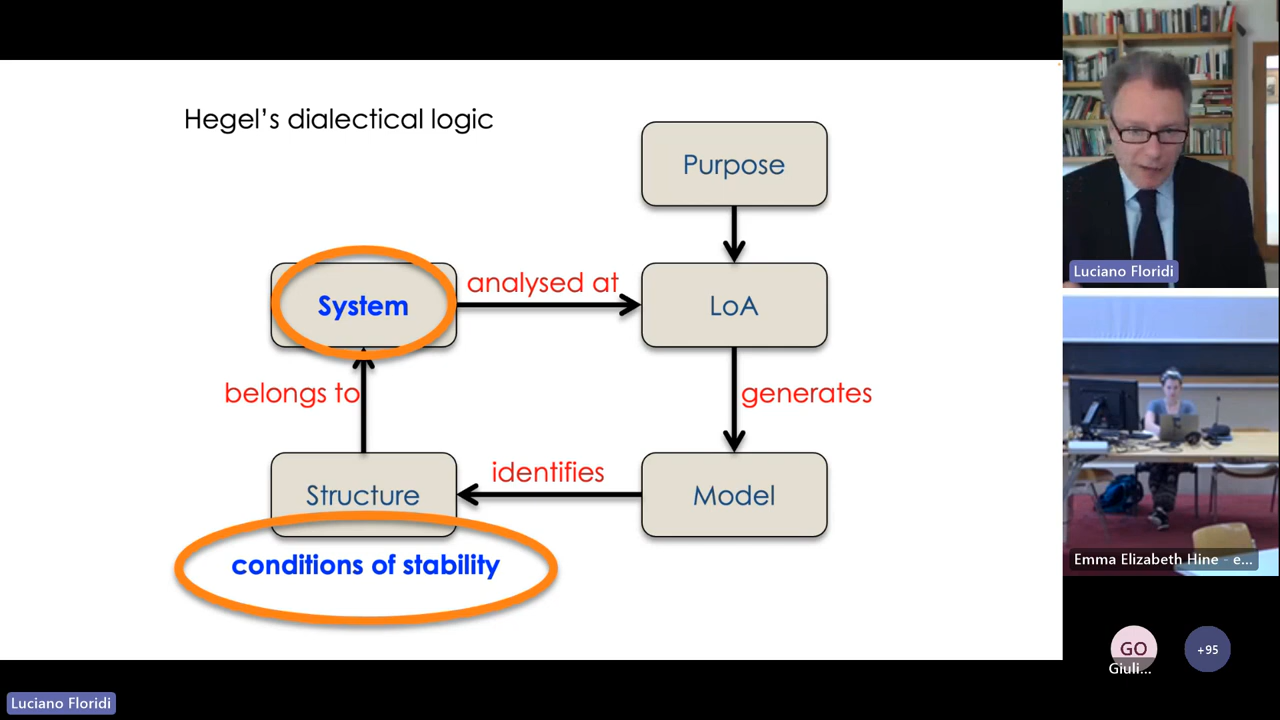 Hegel's dialectical logic
Purpose
System
analysed at
LoA
belongs to
generates
Structure
identifies
Model
conditions of stability
Luciano Floridi
Emma Elizabeth Hine - e...
GO
Giuli...
+95
Luciano Floridi